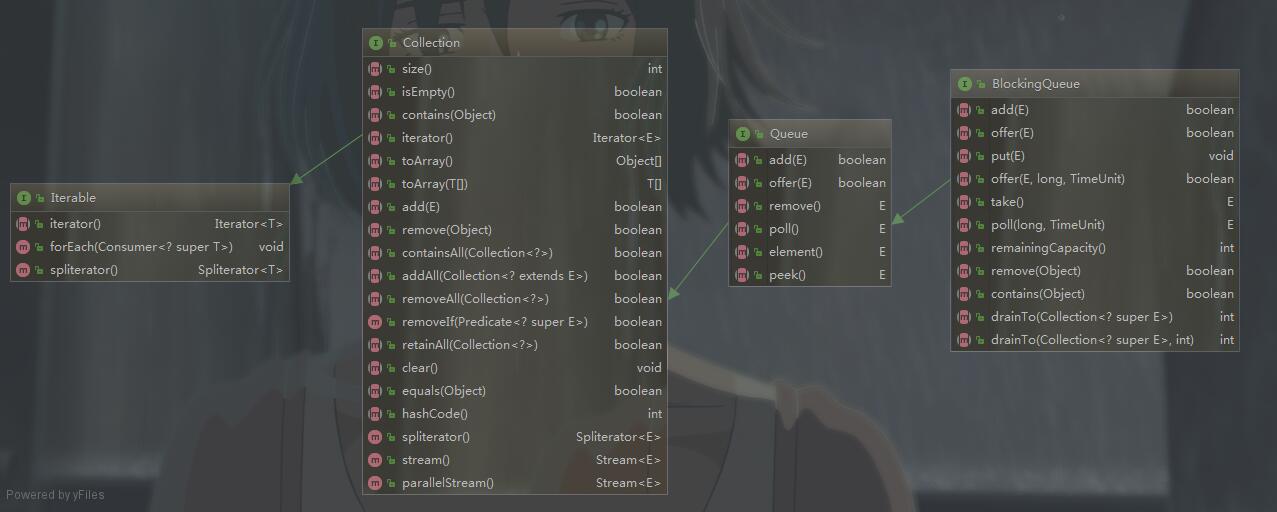 Iterable
iterator() Iterator<T>
forEach(Consumer<? super T>) void
spliterator() Spliterator<T>
Collection
size() int
isEmpty() boolean
contains(Object) boolean
iterator() Iterator<E>
toArray() Object[]
toArray(T[]) T[]
add(E) boolean
remove(Object) boolean
containsAll(Collection<?>) boolean
addAll(Collection<? extends E>) boolean
removeAll(Collection<?>) boolean
removeIf(Predicate<? super E>) boolean
retainAll(Collection<?>) boolean
clear() void
equals(Object) boolean
hashCode() int
spliterator() Spliterator<E>
stream() Stream<E>
parallelStream() Stream<E>
Queue
add(E) boolean
offer(E) boolean
remove() E
poll() E
element() E
peek() E
BlockingQueue
add(E) boolean
offer(E) boolean
put(E) void
offer(E, long, TimeUnit) boolean
take() E
poll(long, TimeUnit) E
remainingCapacity() int
remove(Object) boolean
contains(Object) boolean
drainTo(Collection<? super E>) int
drainTo(Collection<? super E>, int) int
Powered by yFiles